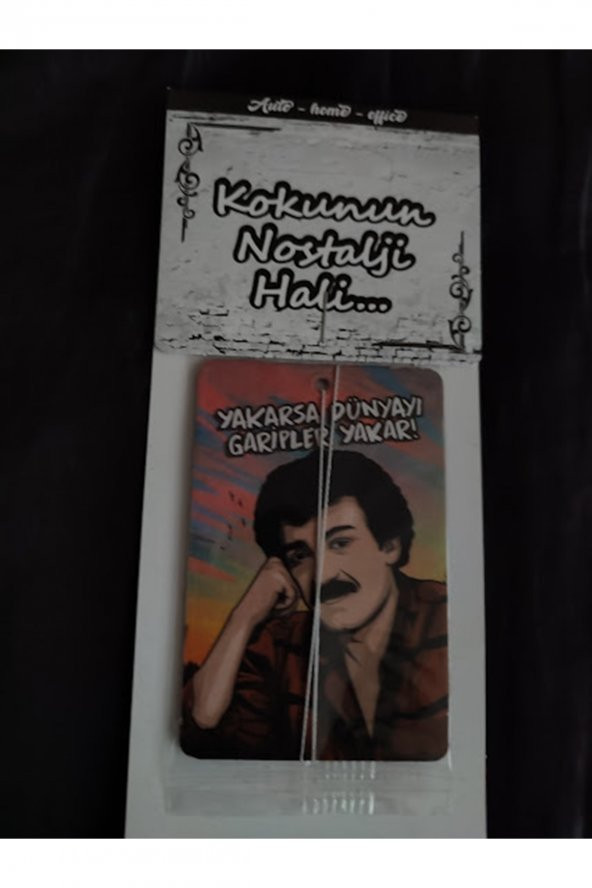 Auto - home - office
Kokunun
Nostalji
Hali...
YAKARSA DÜNYAYI
GARİPLER YAKAR!